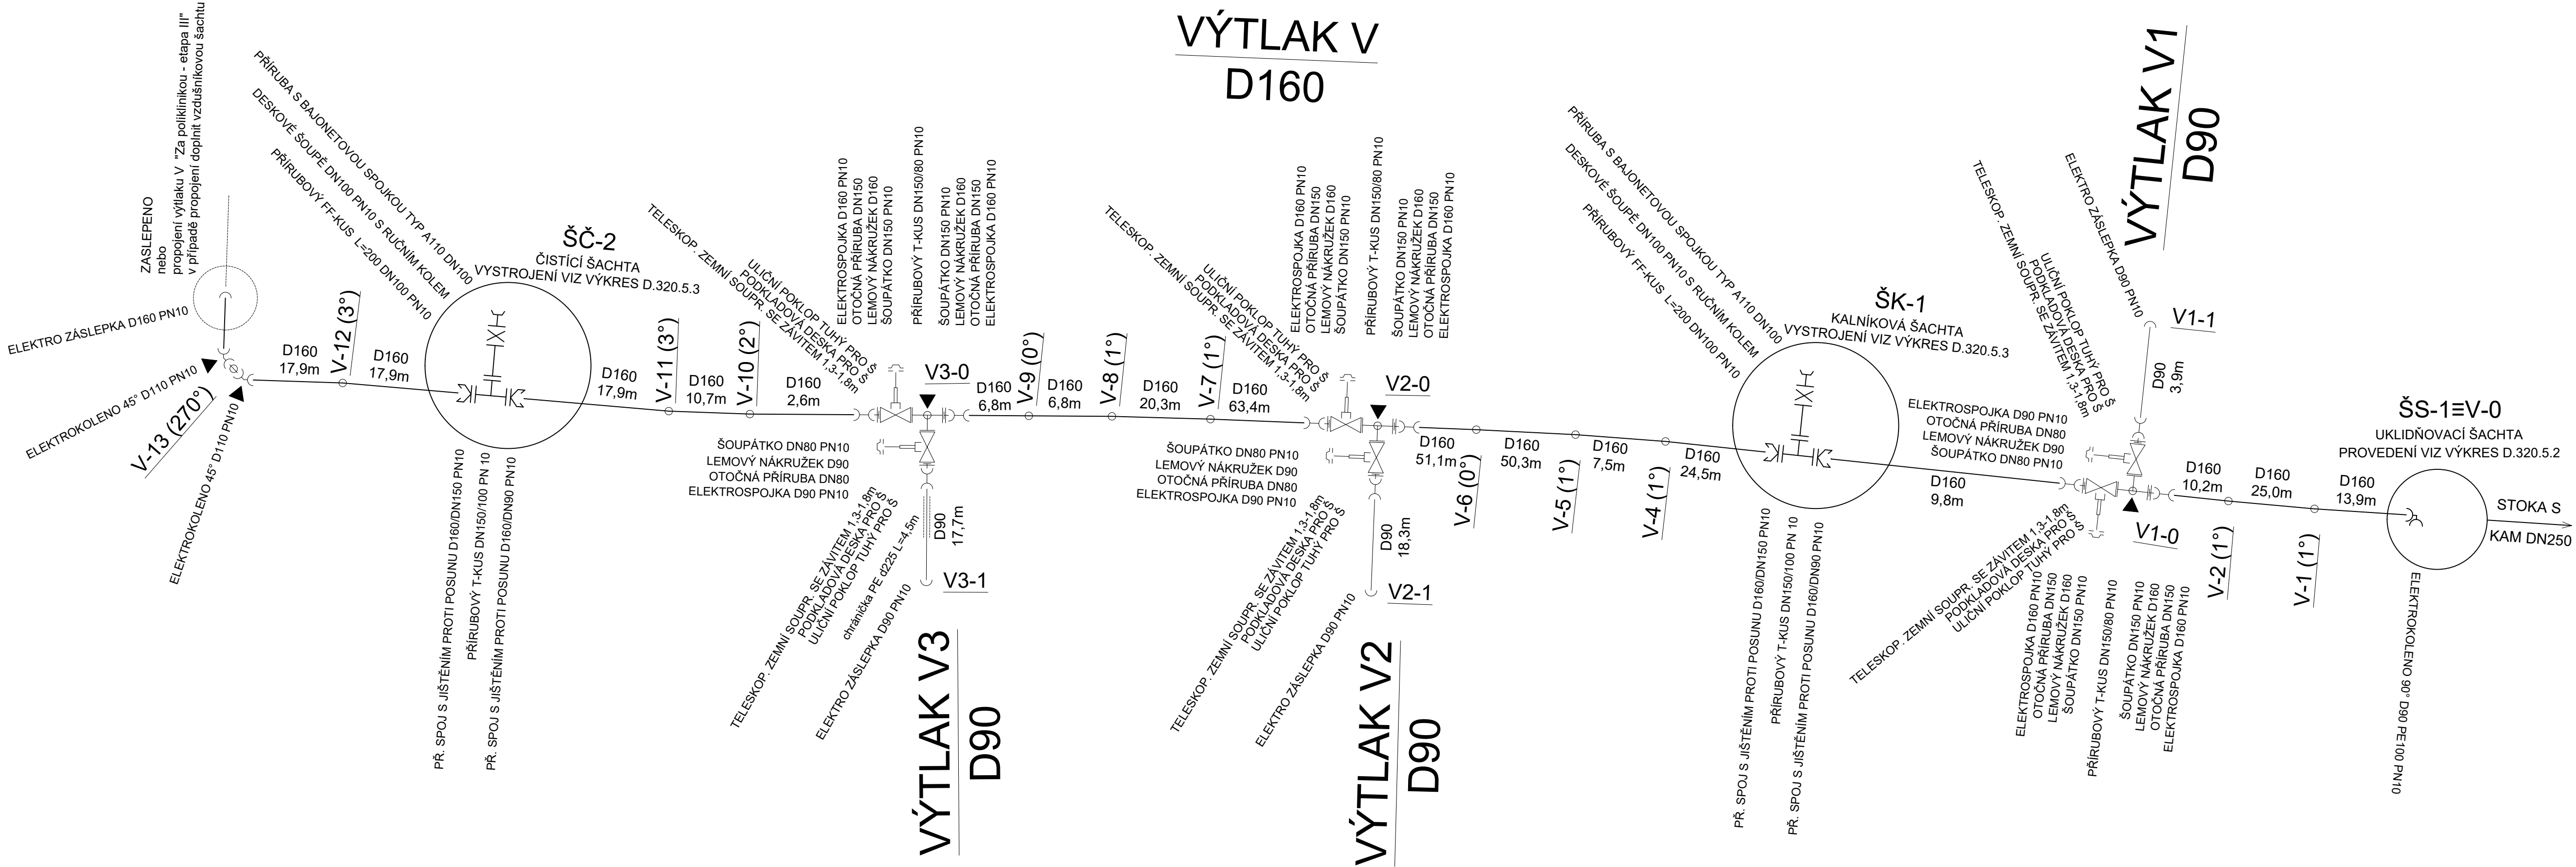 VÝTLAK V
D160
ZASLEPENO
nebo
propojení výtlaku V "Za poliklinikou - etapa III"
v případě propojení doplnit vzdušníkovou šachtu
ELEKTRO ZÁSLEPKA D160 PN10
ELEKTROKOLENO 45° D110 PN10
V-13 (270°)
ELEKTROKOLENO 45° D110 PN10
D160
17,9m
V-12 (3°)
D160
17,9m
PŘÍRUBA S BAJONETOVOU SPOJKOU TYP A110 DN100
DESKOVÉ ŠOUPĚ DN100 PN10 S RUČNÍM KOLEM
PŘÍRUBOVÝ FF-KUS L=200 DN100 PN10
ŠČ-2
ČISTÍCÍ ŠACHTA
VYSTROJENÍ VIZ VÝKRES D.320.5.3
PŘ. SPOJ S JIŠTĚNÍM PROTI POSUNU D160/DN150 PN10
PŘÍRUBOVÝ T-KUS DN150/100 PN 10
PŘ. SPOJ S JIŠTĚNÍM PROTI POSUNU D160/DN90 PN10
D160
17,9m
V-11 (3°)
D160
10,7m
V-10 (2°)
D160
2,6m
TELESKOP. ZEMNÍ SOUPR. SE ZÁVITEM 1,3-1,8m
PODKLADOVÁ DESKA PRO Š
ULIČNÍ POKLOP TUHÝ PRO Š
ELEKTROSPOJKA D160 PN10
OTOČNÁ PŘÍRUBA DN150
LEMOVÝ NÁKRUŽEK D160
ŠOUPÁTKO DN150 PN10
PŘÍRUBOVÝ T-KUS DN150/80 PN10
ŠOUPÁTKO DN150 PN10
LEMOVÝ NÁKRUŽEK D160
OTOČNÁ PŘÍRUBA DN150
ELEKTROSPOJKA D160 PN10
V3-0
ŠOUPÁTKO DN80 PN10
LEMOVÝ NÁKRUŽEK D90
OTOČNÁ PŘÍRUBA DN80
ELEKTROSPOJKA D90 PN10
TELESKOP. ZEMNÍ SOUPR. SE ZÁVITEM 1,3-1,8m
PODKLADOVÁ DESKA PRO Š
ULIČNÍ POKLOP TUHÝ PRO Š
chránička PE d225 L=4,5m
ELEKTRO ZÁSLEPKA D90 PN10
D90
17,7m
V3-1
VÝTLAK V3
D90
D160
6,8m
V-9 (0°)
D160
6,8m
V-8 (1°)
D160
20,3m
V-7 (1°)
D160
63,4m
TELESKOP. ZEMNÍ SOUPR. SE ZÁVITEM 1,3-1,8m
PODKLADOVÁ DESKA PRO Š
ULIČNÍ POKLOP TUHÝ PRO Š
ELEKTROSPOJKA D160 PN10
OTOČNÁ PŘÍRUBA DN150
LEMOVÝ NÁKRUŽEK D160
ŠOUPÁTKO DN150 PN10
PŘÍRUBOVÝ T-KUS DN150/80 PN10
ŠOUPÁTKO DN150 PN10
LEMOVÝ NÁKRUŽEK D160
OTOČNÁ PŘÍRUBA DN150
ELEKTROSPOJKA D160 PN10
V2-0
ŠOUPÁTKO DN80 PN10
LEMOVÝ NÁKRUŽEK D90
OTOČNÁ PŘÍRUBA DN80
ELEKTROSPOJKA D90 PN10
TELESKOP. ZEMNÍ SOUPR. SE ZÁVITEM 1,3-1,8m
PODKLADOVÁ DESKA PRO Š
ULIČNÍ POKLOP TUHÝ PRO Š
ELEKTRO ZÁSLEPKA D90 PN10
D90
18,3m
V2-1
VÝTLAK V2
D90
D160
51,1m
V-6 (0°)
D160
50,3m
V-5 (1°)
D160
7,5m
V-4 (1°)
D160
24,5m
PŘÍRUBA S BAJONETOVOU SPOJKOU TYP A110 DN100
DESKOVÉ ŠOUPĚ DN100 PN10 S RUČNÍM KOLEM
PŘÍRUBOVÝ FF-KUS L=200 DN100 PN10
ŠK-1
KALNÍKOVÁ ŠACHTA
VYSTROJENÍ VIZ VÝKRES D.320.5.3
PŘ. SPOJ S JIŠTĚNÍM PROTI POSUNU D160/DN150 PN10
PŘÍRUBOVÝ T-KUS DN150/100 PN 10
PŘ. SPOJ S JIŠTĚNÍM PROTI POSUNU D160/DN90 PN10
D160
9,8m
ELEKTROSPOJKA D90 PN10
OTOČNÁ PŘÍRUBA DN80
LEMOVÝ NÁKRUŽEK D90
ŠOUPÁTKO DN80 PN10
TELESKOP. ZEMNÍ SOUPR. SE ZÁVITEM 1,3-1,8m
PODKLADOVÁ DESKA PRO Š
ULIČNÍ POKLOP TUHÝ PRO Š
ELEKTRO ZÁSLEPKA D90 PN10
VÝTLAK V1
D90
V1-1
D90
3,9m
TELESKOP. ZEMNÍ SOUPR. SE ZÁVITEM 1,3-1,8m
PODKLADOVÁ DESKA PRO Š
ULIČNÍ POKLOP TUHÝ PRO Š
ELEKTROSPOJKA D160 PN10
OTOČNÁ PŘÍRUBA DN150
LEMOVÝ NÁKRUŽEK D160
ŠOUPÁTKO DN150 PN10
PŘÍRUBOVÝ T-KUS DN150/80 PN10
ŠOUPÁTKO DN150 PN10
LEMOVÝ NÁKRUŽEK D160
OTOČNÁ PŘÍRUBA DN150
ELEKTROSPOJKA D160 PN10
V1-0
D160
10,2m
V-2 (1°)
D160
25,0m
V-1 (1°)
D160
13,9m
ŠS-1≡V-0
UKLIDŇOVACÍ ŠACHTA
PROVEDENÍ VIZ VÝKRES D.320.5.2
ELEKTROKOLENO 90° D90 PE100 PN10
STOKA S
KAM DN250